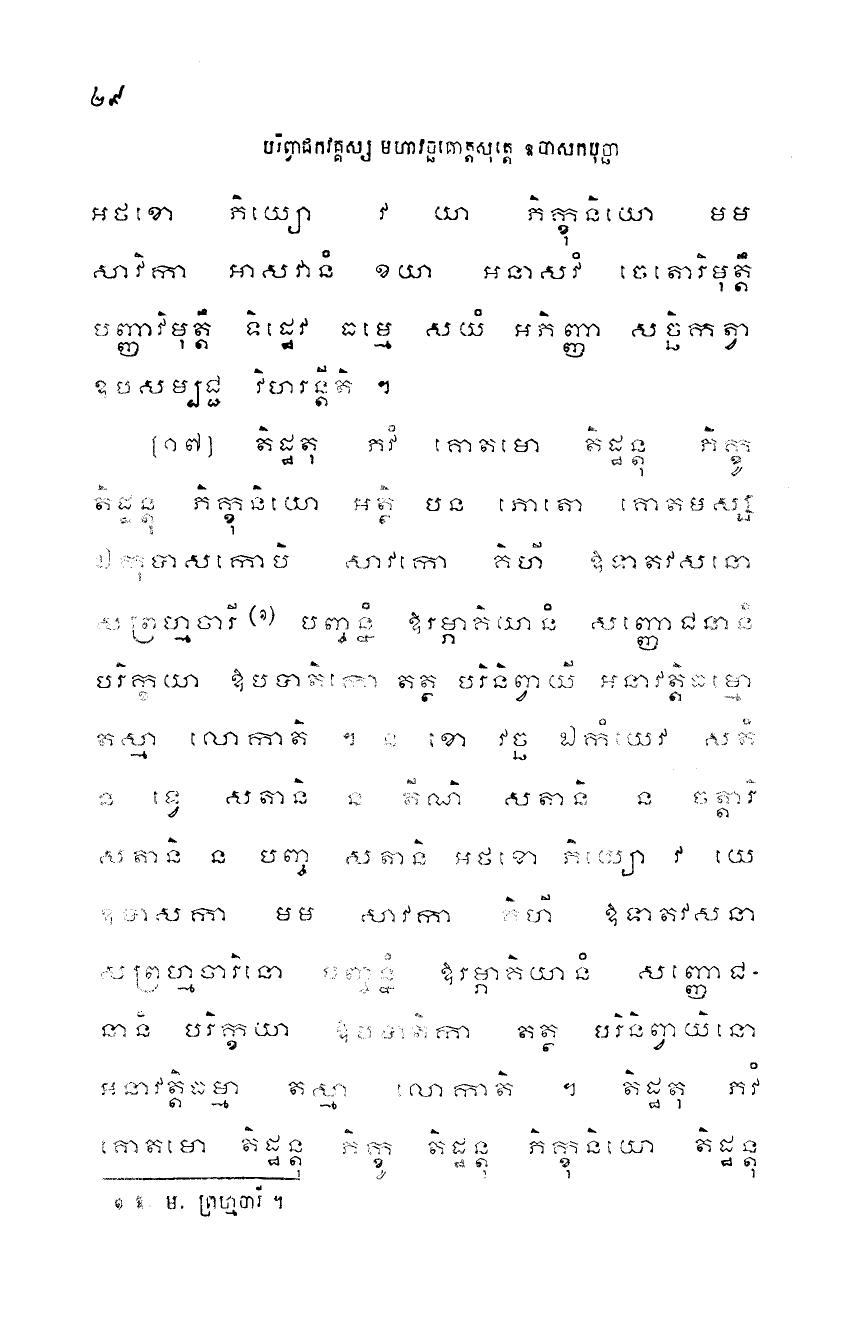 ២៩
បរិព្វាជកវគ្គស្ស មហាវច្ឆគោត្តសុត្តេ ឧបាសកបុច្ឆា
អថខោ ភិយ្យោ វ យា ភិក្ខុនិយោ មម
សាវិកា អាសវានំ ខយា អនាសវំ ចេតោវិមុត្តឹ
បញ្ញាវិមុត្តឹ ទិដ្ឋេវ ធម្មេ សយំ អភិញ្ញា សច្ឆិកត្វា
ឧបសម្បជ្ជ វិហរន្តីតិ ។
[១៧] តិដ្ឋតុ ភវំ គោតមោ តិដ្ឋន្តុ ភិក្ខូ
តិដ្ឋន្តុ ភិក្ខុនិយោ អត្ថិ បន ភោតោ គោតមស្ស
ឯកុបាសកោបិ សាវកោ គិហី ឱទាតវសនោ
សព្រហ្មចារី (១) បញ្ចន្នំ ឱរម្ភាគិយានំ សញ្ញោជនានំ
បរិក្ខយា ឱបបាតិកោ តត្ថ បរិនិព្វាយី អនាវត្តិធម្មោ
តស្មា លោកាតិ ។ ន ខោ វច្ឆ ឯកំយេវ សតំ
ន ទ្វេ សតានិ ន តីណិ សតានិ ន ចត្តារិ
សតានិ ន បញ្ច សតានិ អថខោ ភិយ្យោ វ យេ
ឧបាសកា មម សាវកា គិហី ឱទាតវសនា
សព្រហ្មចារិនោ បញ្ចន្នំ ឱរម្ភាគិយានំ សញ្ញោជ-
នានំ បរិក្ខយា ឱបបាតិកា តត្ថ បរិនិព្វាយិនោ
អនាវត្តិធម្មា តស្មា លោកាតិ ។ តិដ្ឋតុ ភវំ
គោតមោ តិដ្ឋន្តុ ភិក្ខូ តិដ្ឋន្តុ ភិក្ខុនិយោ តិដ្ឋន្តុ
១ ឱ. ម. ព្រហ្មចារី ។